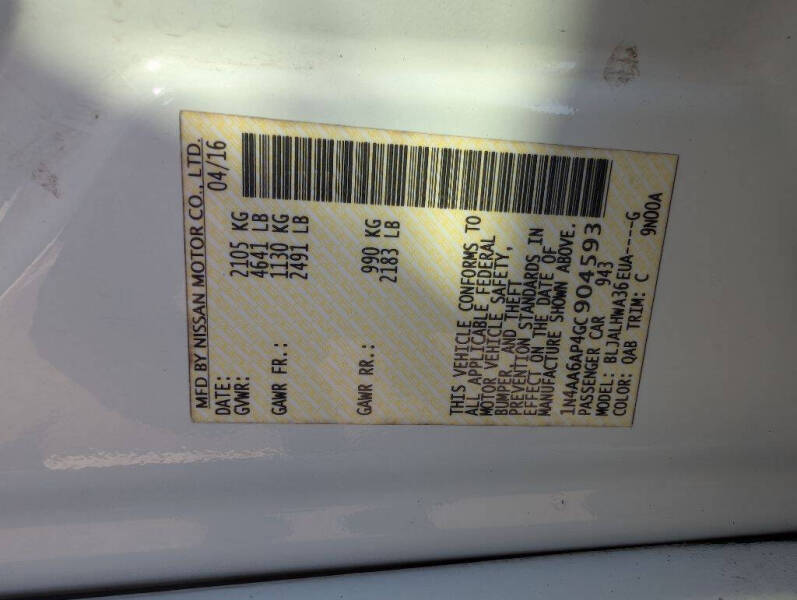 MFD BY NISSAN MOTOR CO., LTD.
DATE: 04/16
GVWR: 2105 KG
4641 LB
GAWR FR.: 1130 KG
2491 LB
GAWR RR.: 990 KG
2183 LB
THIS VEHICLE CONFORMS TO
ALL APPLICABLE FEDERAL
MOTOR VEHICLE SAFETY,
BUMPER, AND THEFT
PREVENTION STANDARDS IN
EFFECT ON THE DATE OF
MANUFACTURE SHOWN ABOVE.
1N4AA6AP4GC904593
PASSENGER CAR 943
MODEL: BLJALHWA36EUA----G
COLOR: QAB TRIM: C 9N00A